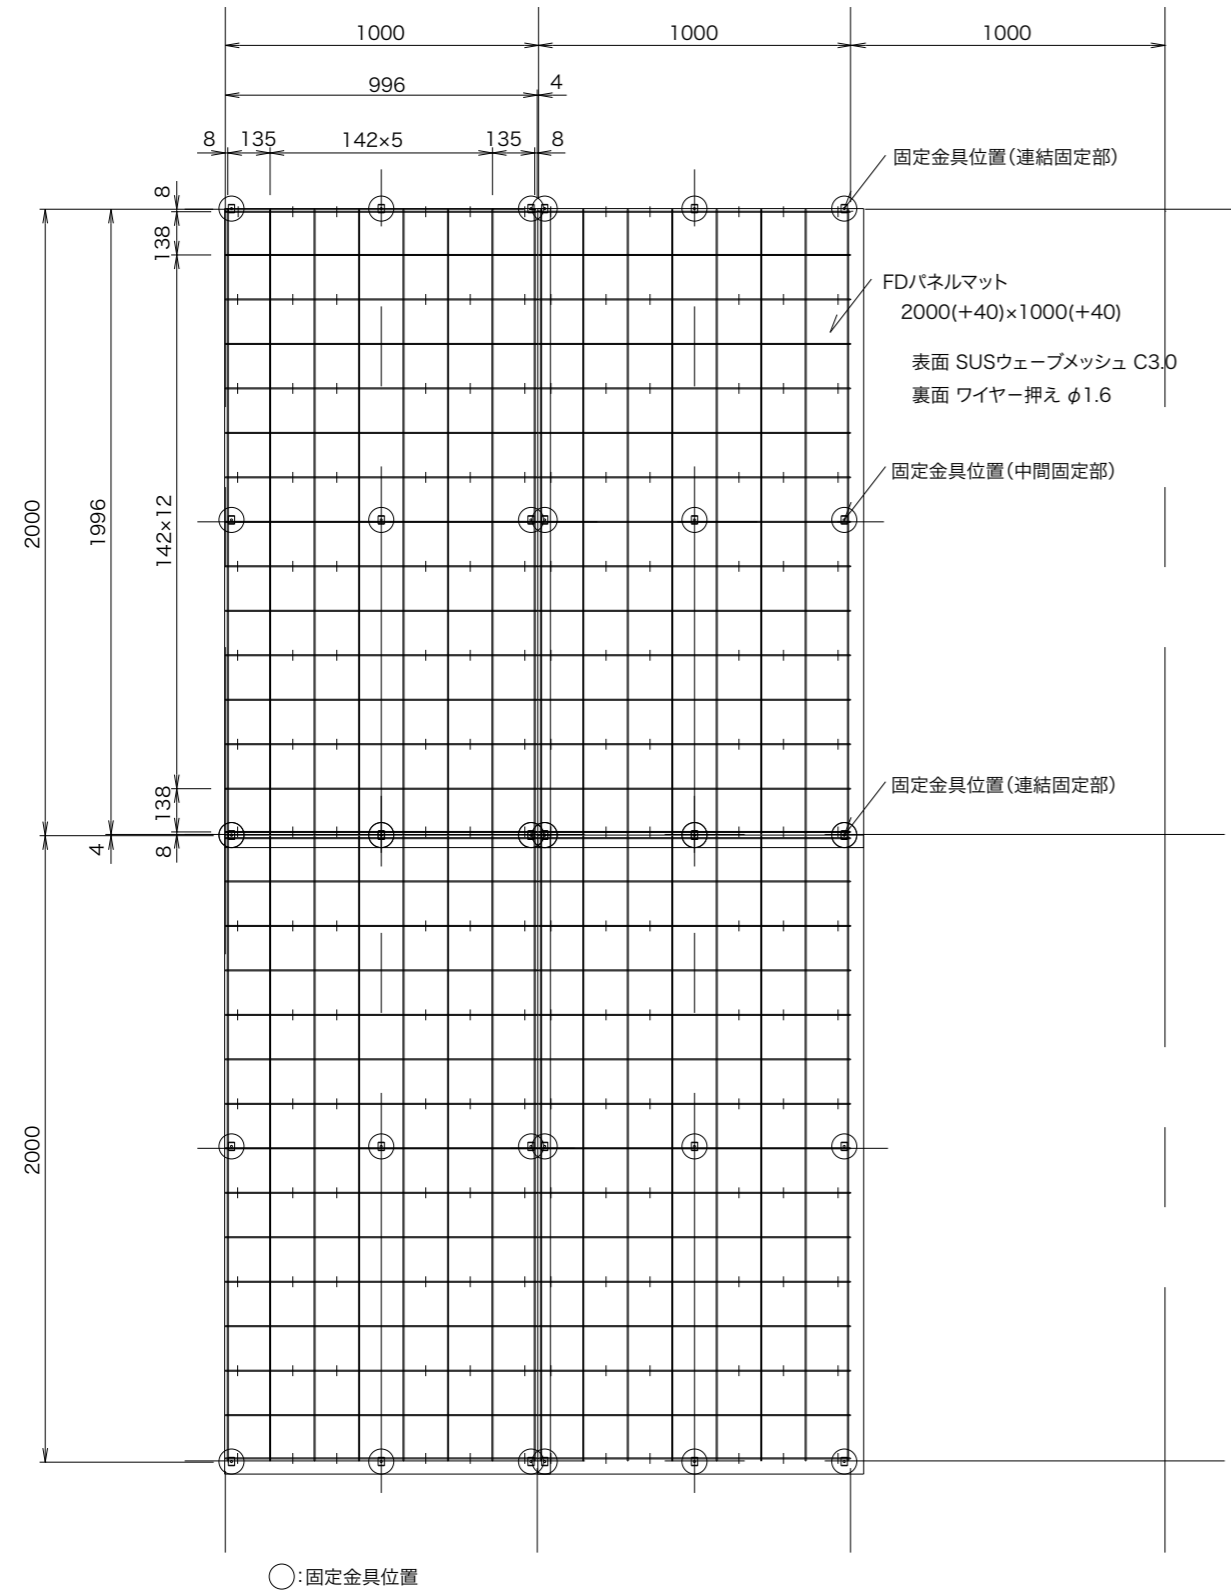 1000
1000
1000
996
4
8
135
142×5
135
8
固定金具位置(連結固定部)
8
138
FDパネルマット
2000(+40)×1000(+40)
表面 SUSウェーブメッシュ C3.0
裏面 ワイヤー押え φ1.6
固定金具位置(中間固定部)
2000
1996
142×12
138
固定金具位置(連結固定部)
4
8
2000
:固定金具位置